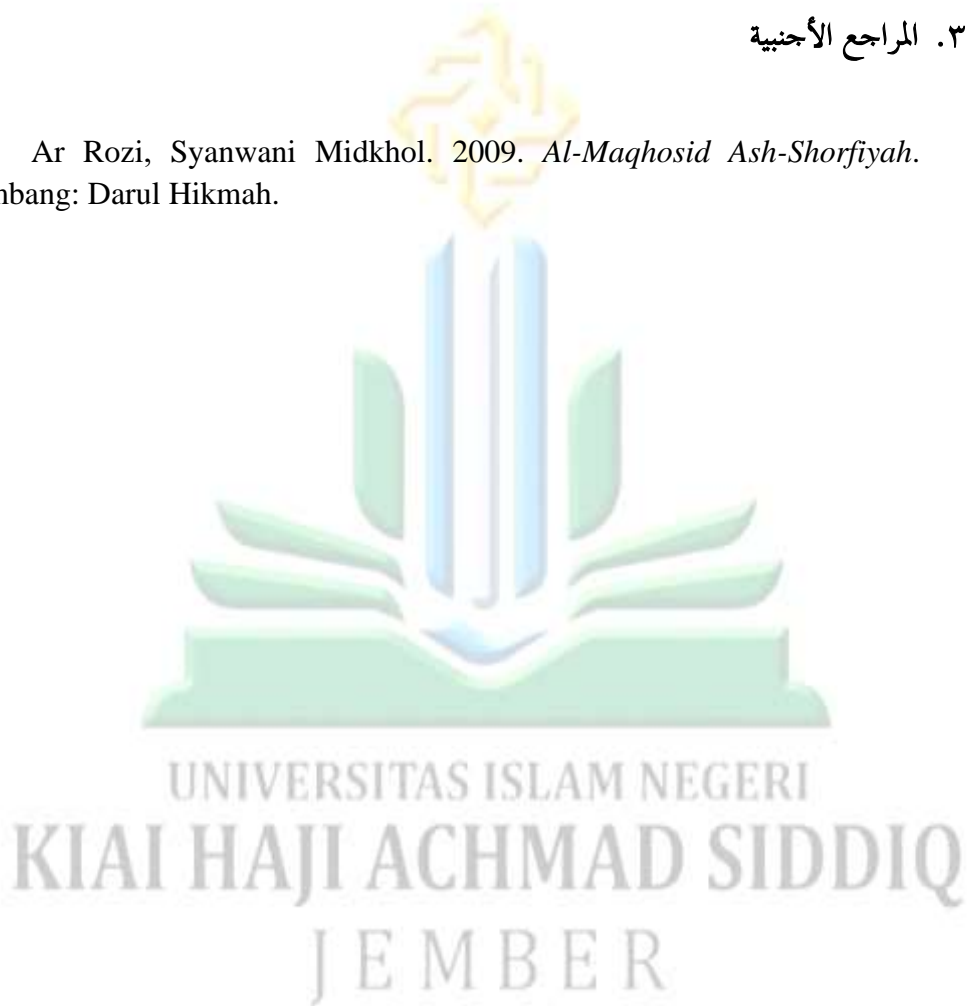 ٣. المراجع الأجنبية
Ar Rozi, Syanwani Midkhol. 2009. Al-Maqhosid Ash-Shorfiyah.
nbang: Darul Hikmah.
UNIVERSITAS ISLAM NEGERI
KIAI HAJI ACHMAD SIDDIQ
JEMBER